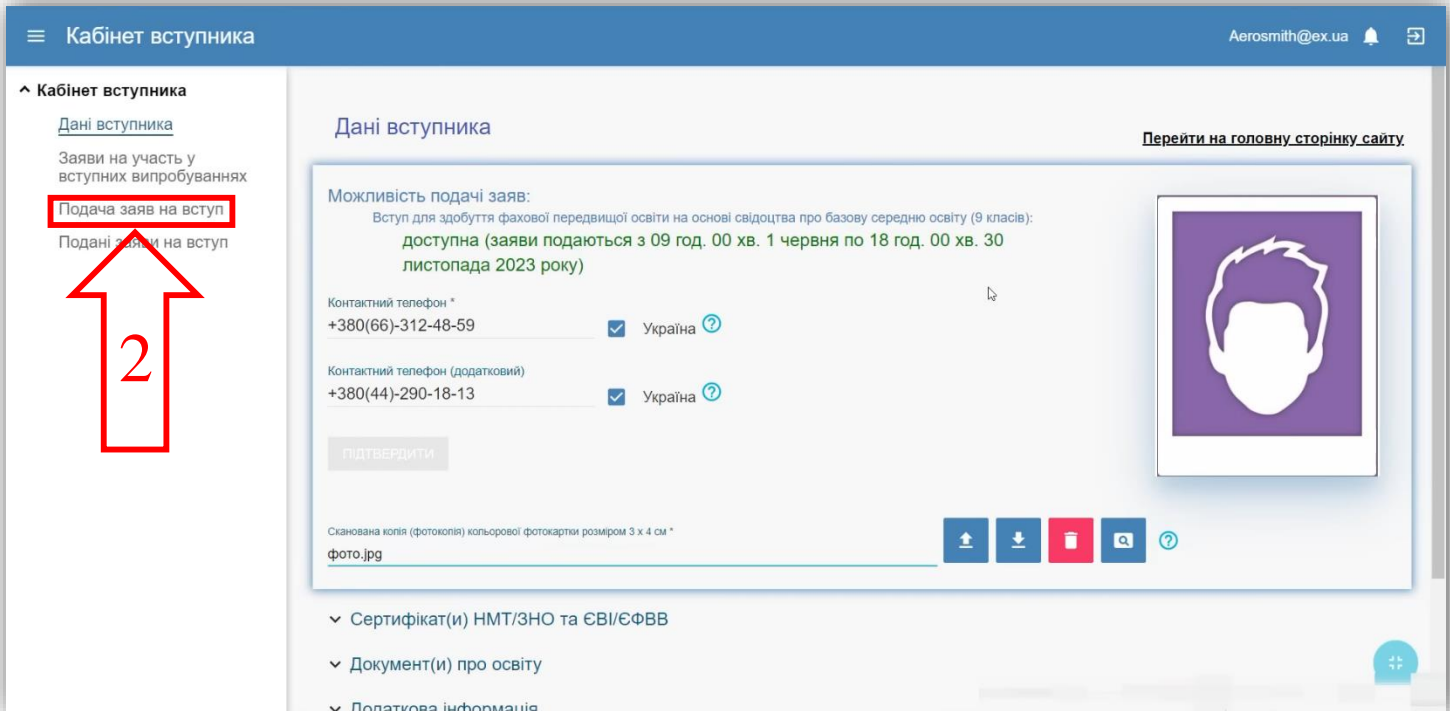 Кабінет вступника
Aerosmith@ex.ua
Кабінет вступника
Дані вступника
Заяви на участь у
вступних випробуваннях
Подача заяв на вступ
Подані заяви на вступ
2
Дані вступника
Перейти на головну сторінку сайту
Можливість подачі заяв:
Вступ для здобуття фахової передвищої освіти на основі свідоцтва про базову середню освіту (9 класів):
доступна (заяви подаються з 09 год. 00 хв. 1 червня по 18 год. 00 хв. 30
листопада 2023 року)
Контактний телефон *
+380(66)-312-48-59
Україна
Контактний телефон (додатковий)
+380(44)-290-18-13
Україна
ПІДТВЕРДИТИ
Сканована копія (фотокопія) кольорової фотокартки розміром 3 х 4 см *
фото.jpg
Сертифікат(и) НМТ/ЗНО та ЄВІ/ЄФВВ
Документ(и) про освіту
Додаткова інформація